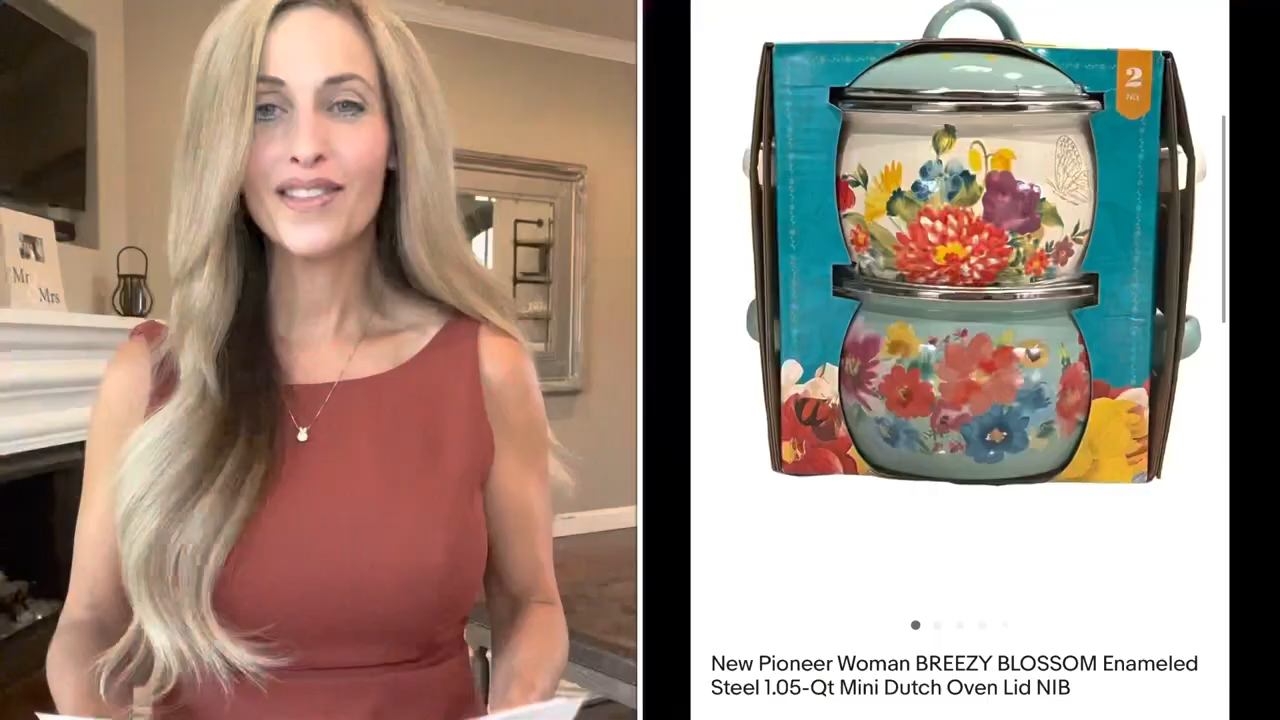 Mr
Mrs
2
New Pioneer Woman BREEZY BLOSSOM Enameled
Steel 1.05-Qt Mini Dutch Oven Lid NIB